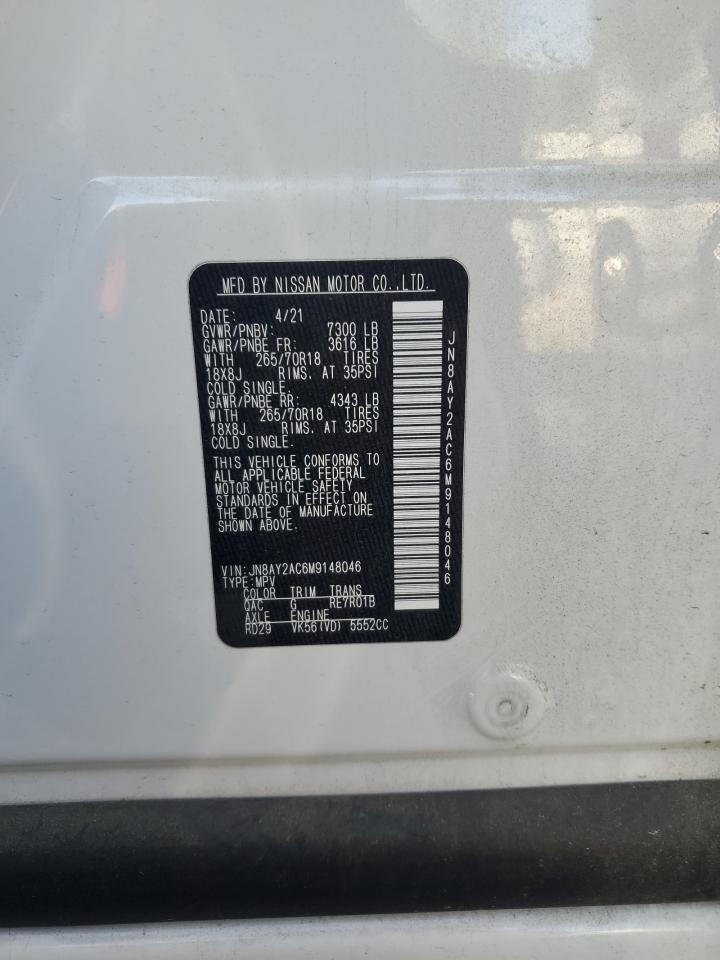 MFD BY NISSAN MOTOR CO.,LTD.
DATE: 4/21
GVWR/PNBV: 7300 LB
GAWR/PNBE FR: 3616 LB
WITH 265/70R18 TIRES
18X8J RIMS. AT 35PSI
COLD SINGLE.
GAWR/PNBE RR: 4343 LB
WITH 265/70R18 TIRES
18X8J RIMS. AT 35PSI
COLD SINGLE.
THIS VEHICLE CONFORMS TO
ALL APPLICABLE FEDERAL
MOTOR VEHICLE SAFETY
STANDARDS IN EFFECT ON
THE DATE OF MANUFACTURE
SHOWN ABOVE.
VIN:JN8AY2AC6M9148046
TYPE:MPV
COLOR TRIM TRANS
QAC G RE7R01B
AXLE ENGINE
RD29 VK56(VD) 5552CC
JN8AY2AC6M9148046